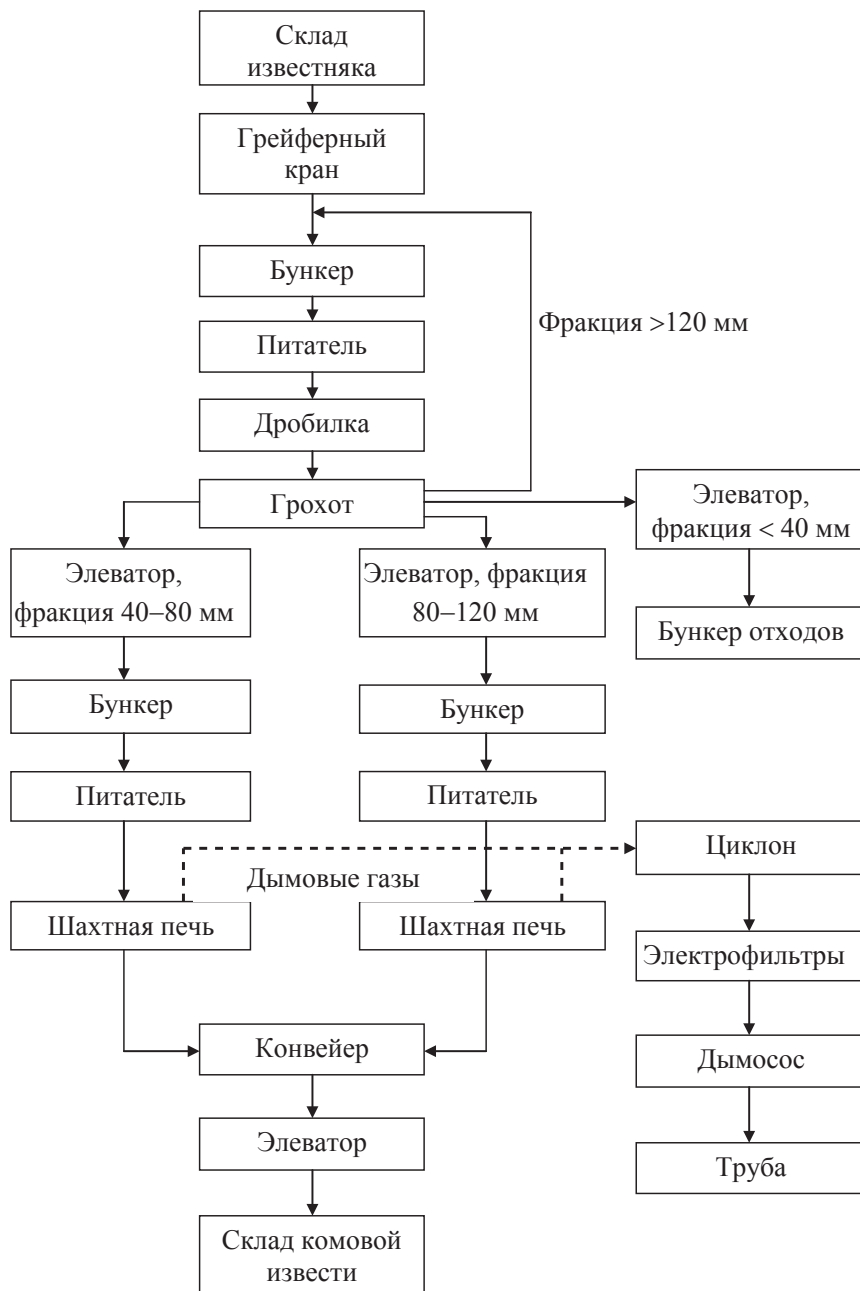 Склад
известняка
Грейферный
кран
Бункер
Фракция >120 мм
Питатель
Дробилка
Грохот
Элеватор,
фракция < 40 мм
Элеватор,
фракция 40–80 мм
Элеватор, фракция
80–120 мм
Бункер отходов
Бункер
Бункер
Питатель
Питатель
Циклон
Дымовые газы
Шахтная печь
Шахтная печь
Электрофильтры
Конвейер
Дымосос
Элеватор
Труба
Склад комовой
извести